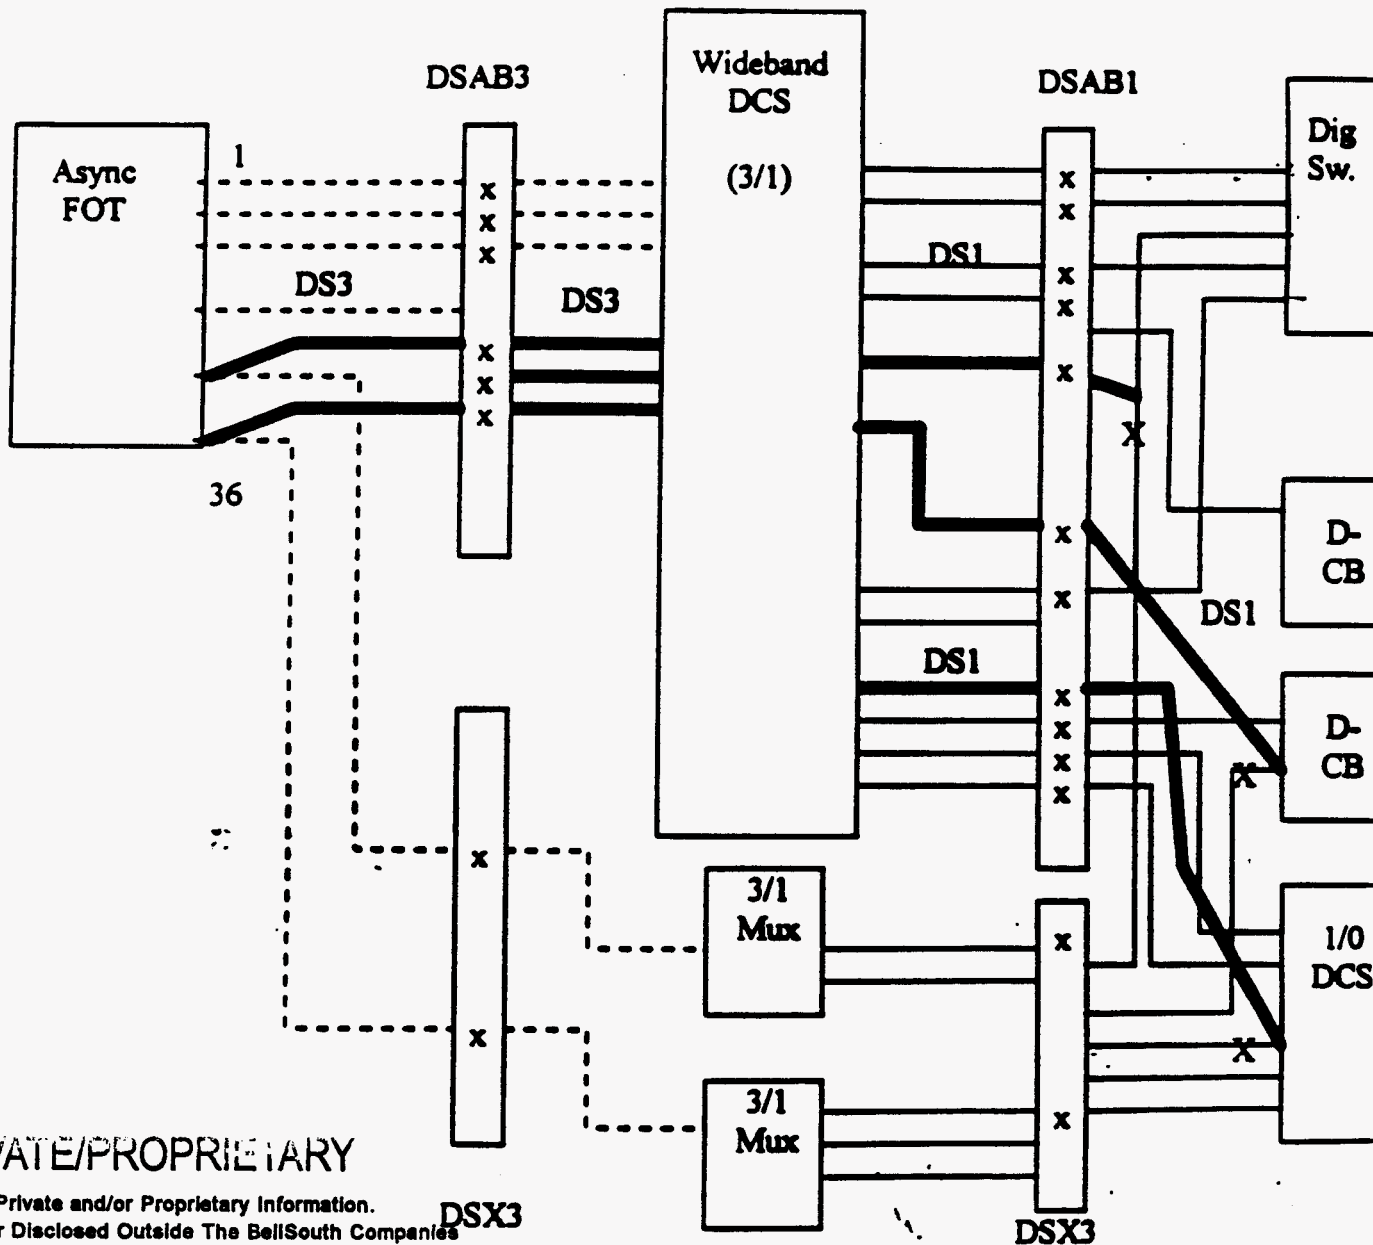 DSAB3
Wideband
DCS
(3/1)
DSAB1
Dig
Sw.
Async
FOT
1
DS3
DS3
DS1
36
x
x
x
x
x
x
x
x
x
x
x
X
x
x
x
x
x
x
D-
CB
DS1
DS1
D-
CB
X
x
x
3/1
Mux
x
1/0
DCS
X
3/1
Mux
x
/ATE/PROPRIETARY
Private and/or Proprietary Information.
r Disclosed Outside The BellSouth Companies
DSX3
DSX3